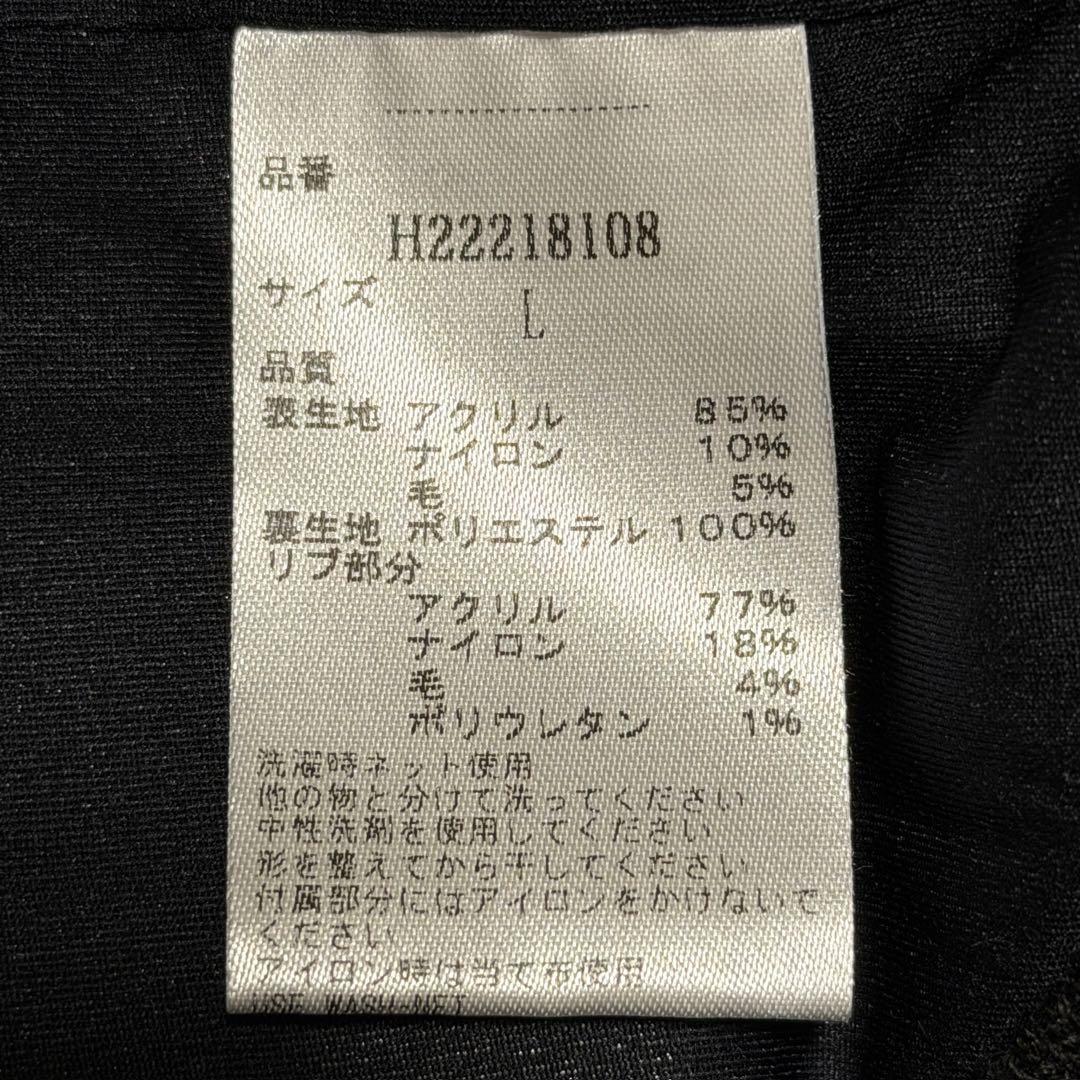 品番
H22218108
サイズ
L
品質
表生地 アクリル 85%
ナイロン 10%
毛 5%
裏生地 ポリエステル 100%
リブ部分
アクリル 77%
ナイロン 18%
毛 4%
ポリウレタン 1%
洗濯時ネット使用
他の物と分けて洗ってください
中性洗剤を使用してください
形を整えてから干してください
付属部分にはアイロンをかけないで
ください
アイロン時は当て布使用
USE WASH-NET